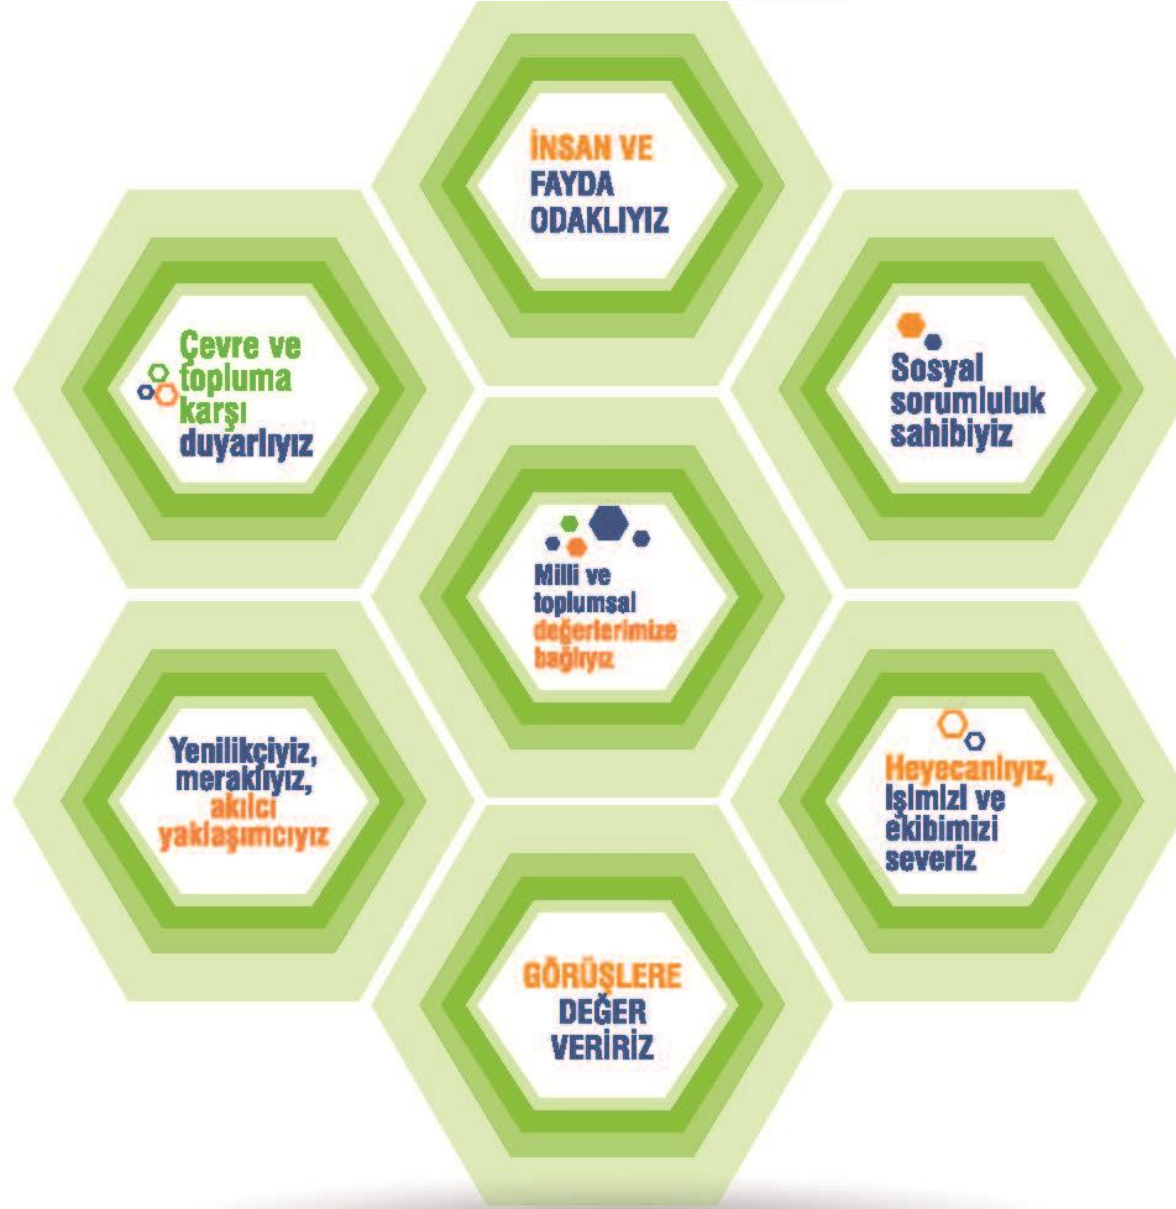 İNSAN VE
FAYDA
ODAKLIYIZ
Çevre ve
topluma
karşı
duyarlıyız
Sosyal
sorumluluk
sahibiyiz
Milli ve
toplumsal
değerlerimize
bağlıyız
Yenilikçiyiz,
meraklıyız,
akılcı
yaklaşımcıyız
Heyecanlıyız,
işimizi ve
ekibimizi
severiz
GÖRÜŞLERE
DEĞER
VERİRİZ